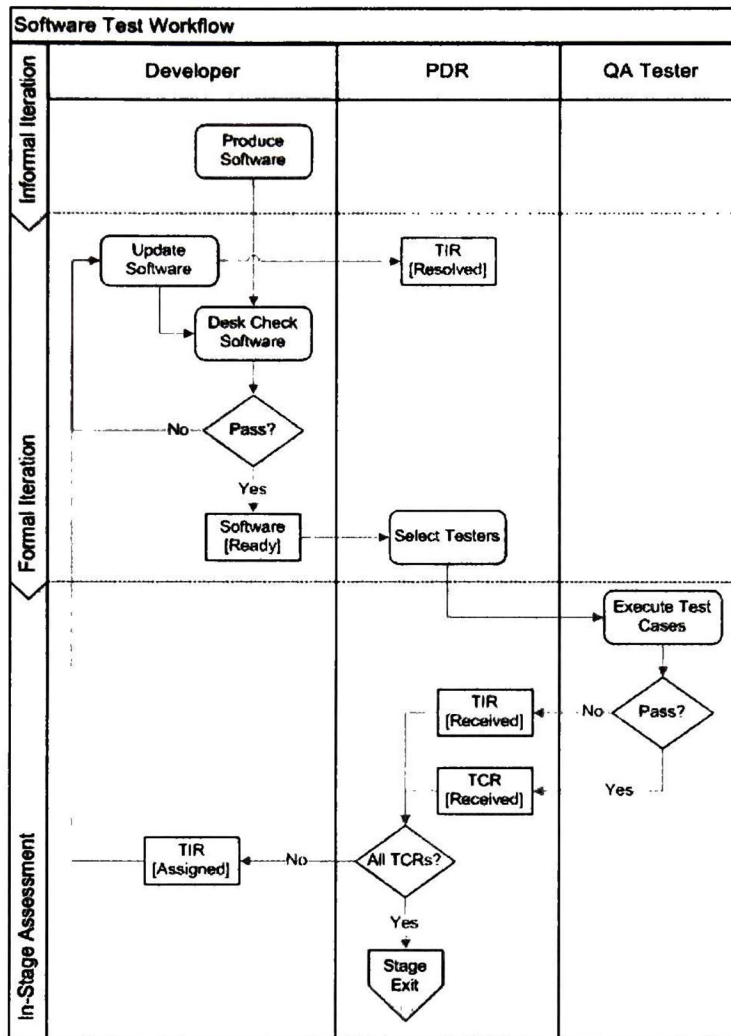 Software Test Workflow
Developer
PDR
QA Tester
Informal Iteration
Produce
Software
Formal Iteration
Update
Software
TIR
[Resolved]
Desk Check
Software
No
Pass?
Yes
Software
[Ready]
Select Testers
In-Stage Assessment
Execute Test
Cases
TIR
[Received]
No
Pass?
TCR
[Received]
Yes
TIR
[Assigned]
No
All TCRs?
Yes
Stage
Exit